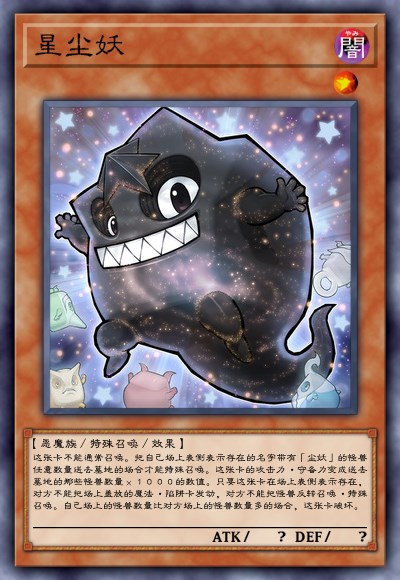 星尘妖
やみ
闇
【恶魔族/特殊召唤/效果】
这张卡不能通常召唤。把自己场上表侧表示存在的名字带有「尘妖」的怪兽
任意数量送去墓地的场合才能特殊召唤。这张卡的攻击力・守备力变成送去
墓地的那些怪兽数量×1000的数值。只要这张卡在场上表侧表示存在,
对方不能把场上盖放的魔法・陷阱卡发动,对方不能把怪兽反转召唤・特殊
召唤。自己场上的怪兽数量比对方场上的怪兽数量多的场合,这张卡破坏。
ATK/ ? DEF/ ?